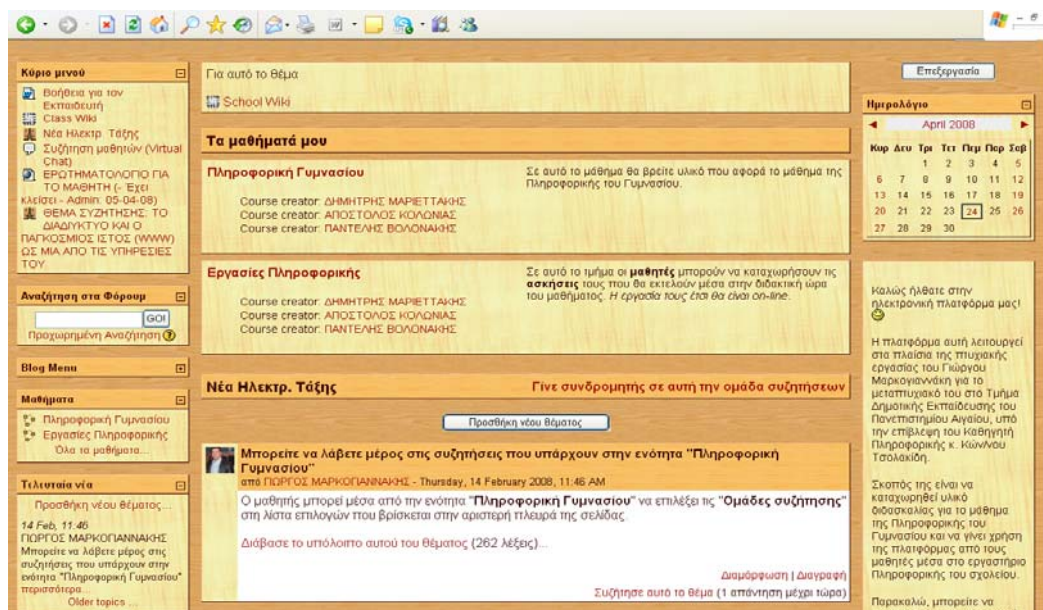 Κύριο μενού
Βοήθεια για τον
Εκπαιδευτή
Class Wiki
Νέα Ηλεκτρ. Τάξης
Συζήτηση μαθητών (Virtual
Chat)
ΕΡΩΤΗΜΑΤΟΛΟΓΙΟ ΓΙΑ
ΤΟ ΜΑΘΗΤΗ (- Έχει
κλείσει - Admin: 05-04-08)
ΘΕΜΑ ΣΥΖΗΤΗΣΗΣ: ΤΟ
ΔΙΑΔΙΥΚΤΥΟ ΚΑΙ Ο
ΠΑΓΚΟΣΜΙΟΣ ΙΣΤΟΣ (WWW)
ΩΣ ΜΙΑ ΑΠΟ ΤΙΣ ΥΠΗΡΕΣΙΕΣ
ΤΟΥ
Αναζήτηση στα Φόρουμ
GO!
Προχωρημένη Αναζήτηση
Blog Menu
Μαθήματα
Πληροφορική Γυμνασίου
Εργασίες Πληροφορικής
Όλα τα μαθήματα...
Τελευταία νέα
Προσθήκη νέου θέματος...
14 Feb, 11:46
ΓΙΩΡΓΟΣ ΜΑΡΚΟΓΙΑΝΝΑΚΗΣ
Μπορείτε να λάβετε μέρος στις
συζητήσεις που υπάρχουν στην
ενότητα "Πληροφορική Γυμνασίου"
περισσότερα...
Older topics ...
Για αυτό το θέμα
School Wiki
Τα μαθήματά μου
Πληροφορική Γυμνασίου
Course creator: ΔΗΜΗΤΡΗΣ ΜΑΡΙΕΤΤΑΚΗΣ
Course creator: ΑΠΟΣΤΟΛΟΣ ΚΟΛΩΝΙΑΣ
Course creator: ΠΑΝΤΕΛΗΣ ΒΟΛΟΝΑΚΗΣ
Σε αυτό το μάθημα θα βρείτε υλικό που αφορά το μάθημα της
Πληροφορικής του Γυμνασίου.
Εργασίες Πληροφορικής
Course creator: ΔΗΜΗΤΡΗΣ ΜΑΡΙΕΤΤΑΚΗΣ
Course creator: ΑΠΟΣΤΟΛΟΣ ΚΟΛΩΝΙΑΣ
Course creator: ΠΑΝΤΕΛΗΣ ΒΟΛΟΝΑΚΗΣ
Σε αυτό το τμήμα οι μαθητές μπορούν να καταχωρήσουν τις
ασκήσεις τους που θα εκτελούν μέσα στην διδακτική ώρα
του μαθήματος. Η εργασία τους έτσι θα είναι on-line.
Νέα Ηλεκτρ. Τάξης
Γίνε συνδρομητής σε αυτή την ομάδα συζητήσεων
Προσθήκη νέου θέματος
Μπορείτε να λάβετε μέρος στις συζητήσεις που υπάρχουν στην ενότητα "Πληροφορική
Γυμνασίου"
από ΓΙΩΡΓΟΣ ΜΑΡΚΟΓΙΑΝΝΑΚΗΣ - Thursday, 14 February 2008, 11:46 AM
Ο μαθητής μπορεί μέσα από την ενότητα "Πληροφορική Γυμνασίου" να επιλέξει τις "Ομάδες συζήτησης"
στη λίστα επιλογών που βρίσκεται στην αριστερή πλευρά της σελίδας.
Διάβασε το υπόλοιπο αυτού του θέματος (262 λέξεις)...
Διαμόρφωση | Διαγραφή
Συζήτησε αυτό το θέμα (1 απάντηση μέχρι τώρα)
Επεξεργασία
Ημερολόγιο
April 2008
Κυρ Δευ Τρι Τετ Πεμ Παρ Σαβ
1 2 3 4 5
6 7 8 9 10 11 12
13 14 15 16 17 18 19
20 21 22 23 24 25 26
27 28 29 30
Καλώς ήλθατε στην
ηλεκτρονική πλατφόρμα μας!
Η πλατφόρμα αυτή λειτουργεί
στα πλαίσια της πτυχιακής
εργασίας του Γιώργου
Μαρκογιαννάκη για το
μεταπτυχιακό του στο Τμήμα
Δημοτικής Εκπαίδευσης του
Πανεπιστημίου Αιγαίου, υπό
την επίβλεψη του Καθηγητή
Πληροφορικής κ. Κών/νου
Τσολακίδη.
Σκοπός της είναι να
καταχωρηθεί υλικό
διδασκαλίας για το μάθημα
της Πληροφορικής του
Γυμνασίου και να γίνει χρήση
της πλατφόρμας από τους
μαθητές μέσα στο εργαστήριο
Πληροφορικής του σχολείου.
Παρακαλώ, μπορείτε να